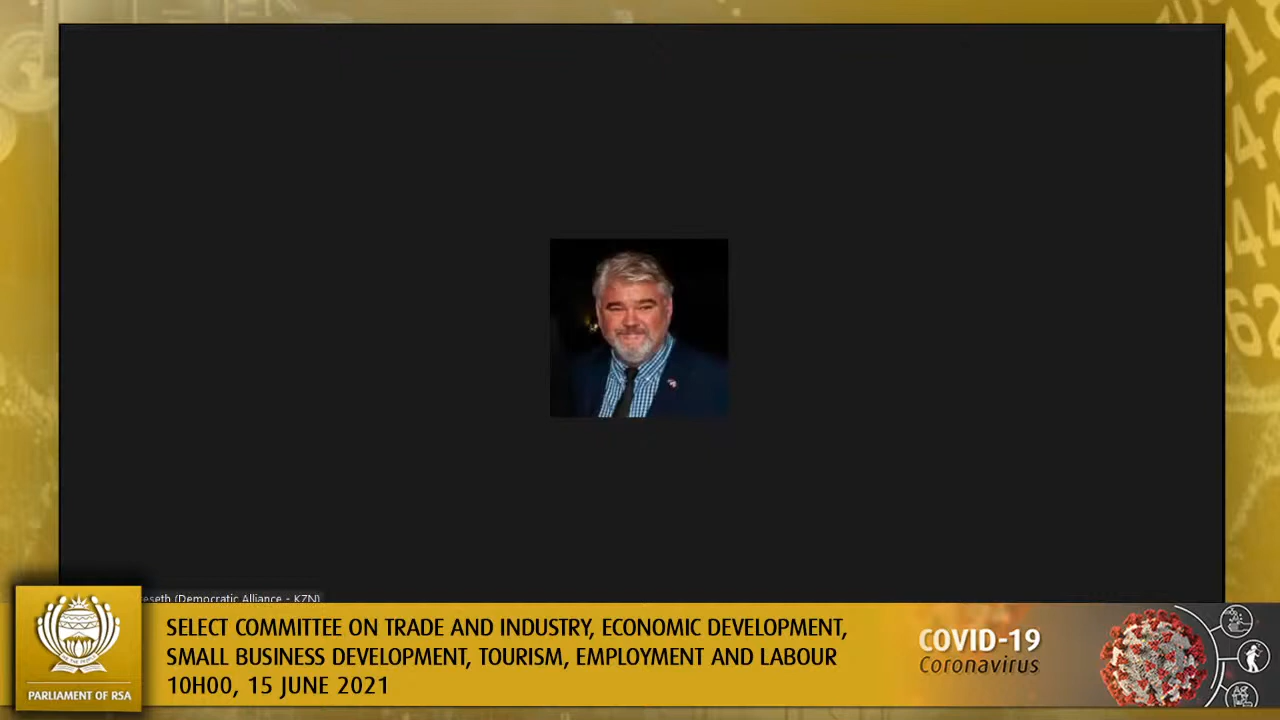 (Democratic Alliance - KZN)
SELECT COMMITTEE ON TRADE AND INDUSTRY, ECONOMIC DEVELOPMENT,
SMALL BUSINESS DEVELOPMENT, TOURISM, EMPLOYMENT AND LABOUR
10H00, 15 JUNE 2021
PARLIAMENT OF RSA
COVID-19
Coronavirus